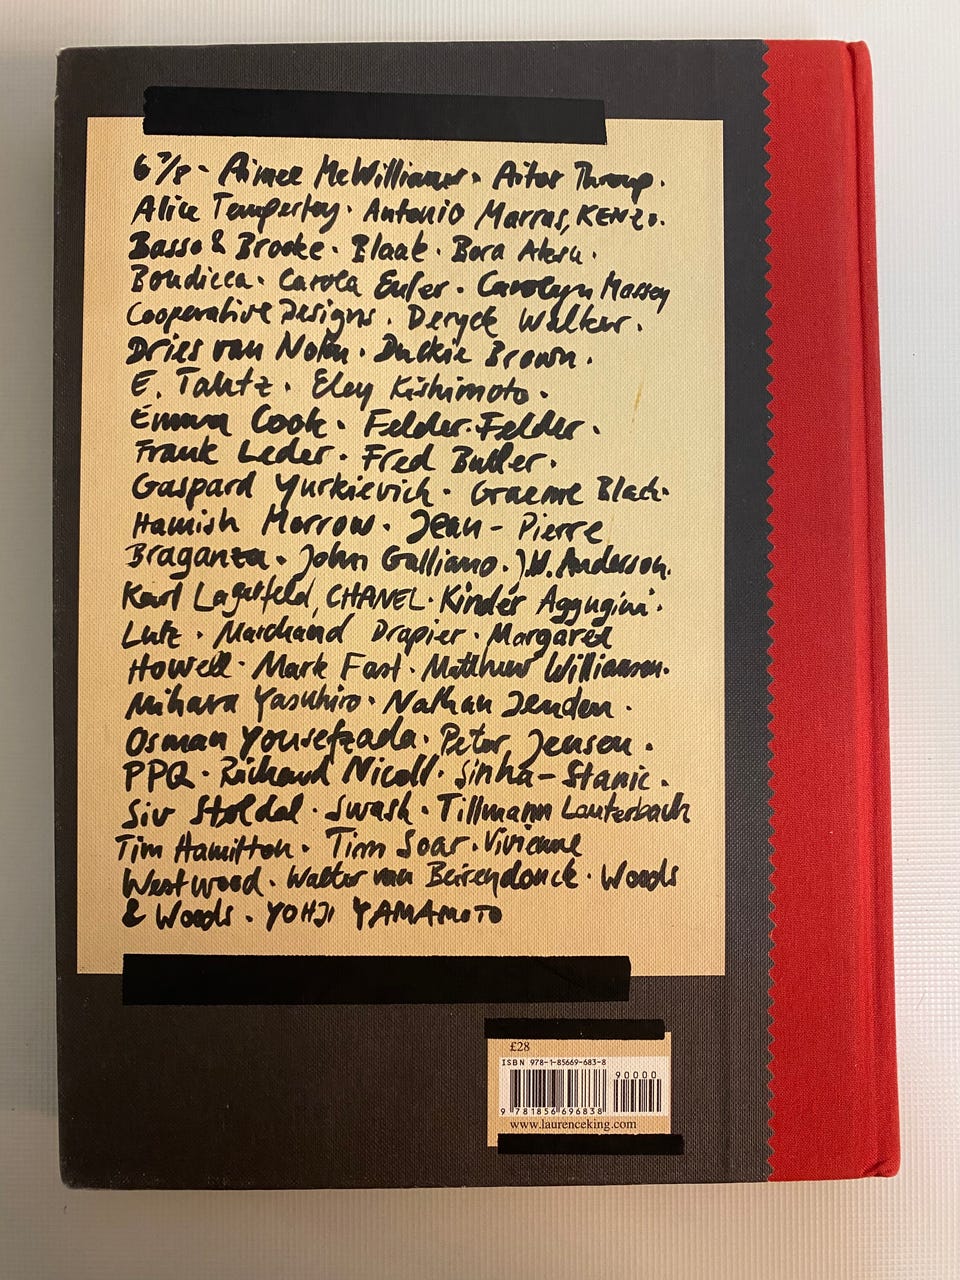 6 7/8 · Aimee McWilliams · Aitor Throup ·
Alice Temperley · Antonio Marras, KENZO ·
Basso & Brooke · Blaak · Bora Aksu ·
Boudicca · Carola Euler · Carolyn Massey
Cooperative Designs · Deryck Walker ·
Dries van Noten · Duckie Brown ·
E. Tautz · Eley Kishimoto ·
Emma Cook · Felder·Felder ·
Frank Leder · Fred Butler ·
Gaspard Yurkievich · Graeme Black ·
Hamish Morrow · Jean-Pierre
Braganza · John Galliano · J.W. Anderson ·
Karl Lagerfeld, CHANEL · Kinder Aggugini ·
Lutz · Marchand Drapier · Margaret
Howell · Mark Fast · Matthew Williamson ·
Mihara Yasuhiro · Nathan Jenden ·
Osman Yousefzada · Peter Jensen ·
PPQ · Richard Nicoll · Sinha-Stanic ·
Siv Støldal · Swash · Tillmann Lauterbach
Tim Hamilton · Tim Soar · Vivienne
Westwood · Walter van Beirendonck · Woods
& Woods · YOHJI YAMAMOTO
£28
ISBN 978-1-85669-683-8
90000
9 781856 696838
www.laurenceking.com